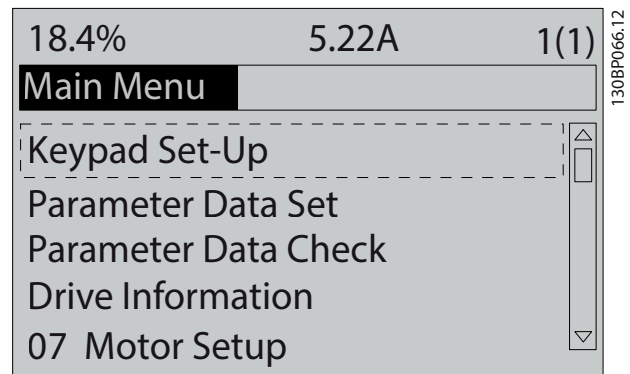 18.4% 5.22A 1(1)
Main Menu
Keypad Set-Up
Parameter Data Set
Parameter Data Check
Drive Information
07 Motor Setup
130BP066.12